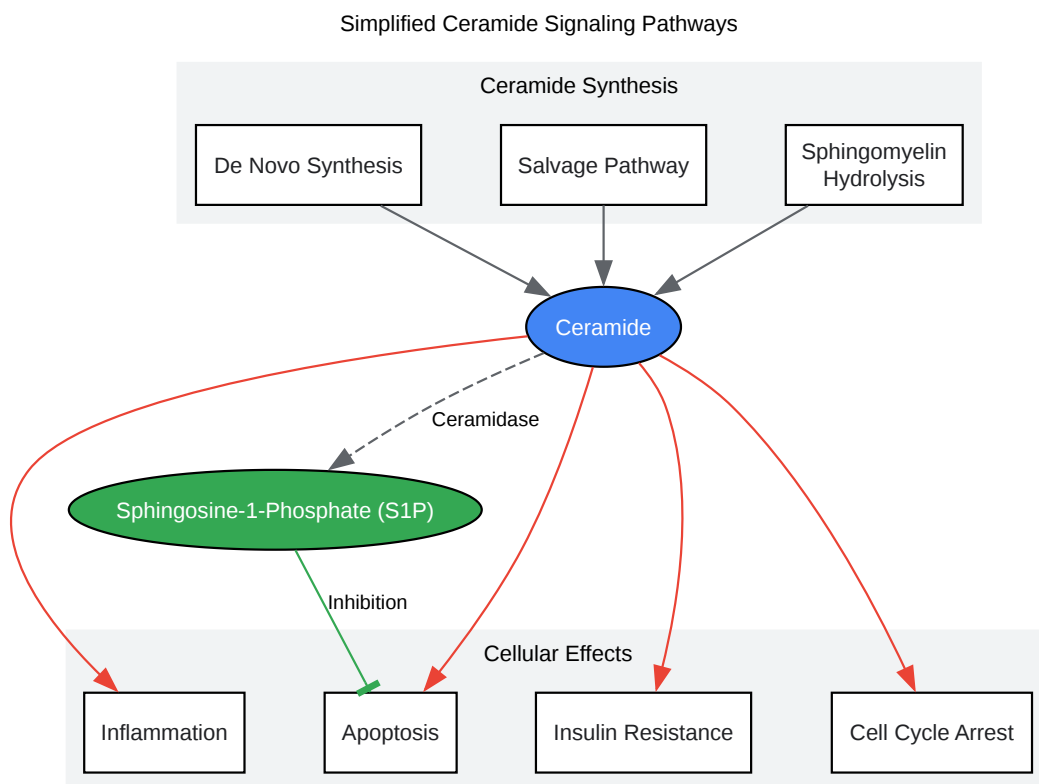 Simplified Ceramide Signaling Pathways
Ceramide Synthesis
De Novo Synthesis
Salvage Pathway
Sphingomyelin
Hydrolysis
Ceramide
Ceramidase
Sphingosine-1-Phosphate (S1P)
Inhibition
Cellular Effects
Inflammation
Apoptosis
Insulin Resistance
Cell Cycle Arrest